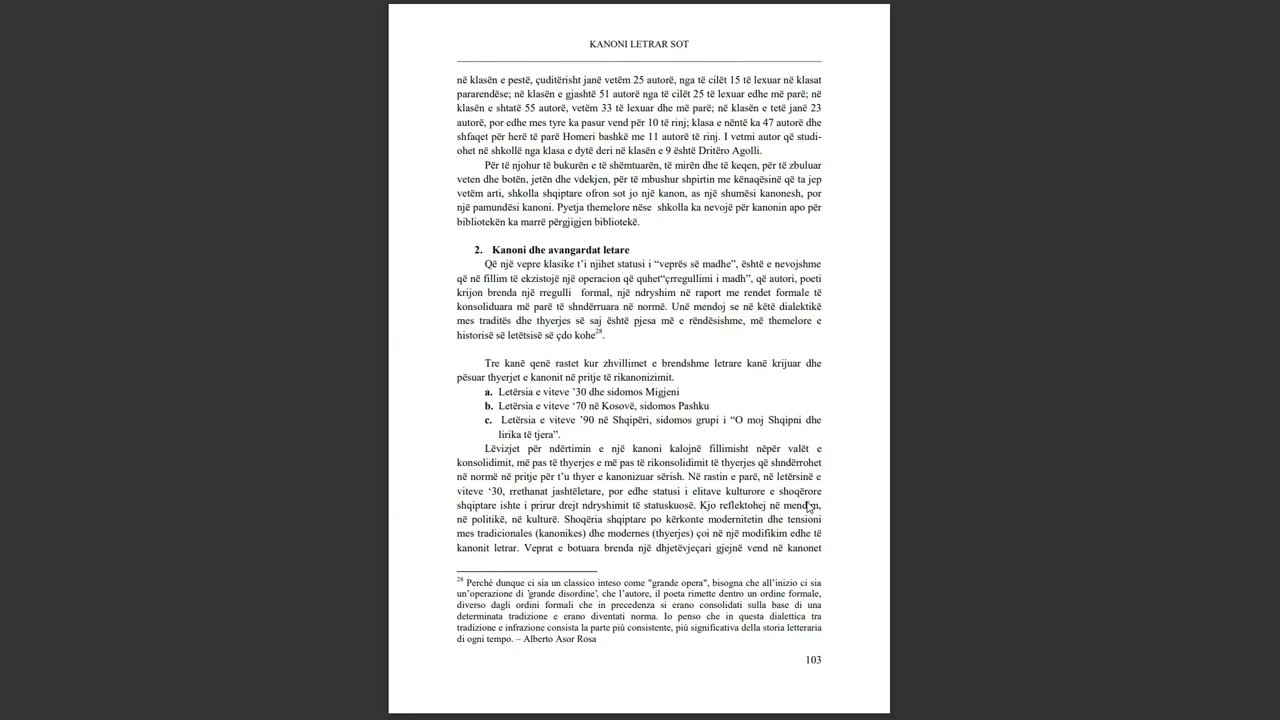 KANONI LETRAR SOT
në klasën e pestë, çuditërisht janë vetëm 25 autorë, nga të cilët 15 të lexuar në klasat
pararendëse; në klasën e gjashtë 51 autorë nga të cilët 25 të lexuar edhe më parë; në
klasën e shtatë 55 autorë, vetëm 33 të lexuar dhe më parë; në klasën e tetë janë 23
autorë, por edhe mes tyre ka pasur vend për 10 të rinj; klasa e nëntë ka 47 autorë dhe
shfaqet për herë të parë Homeri bashkë me 11 autorë të rinj. I vetmi autor që studi-
ohet në shkollë nga klasa e dytë deri në klasën e 9 është Dritëro Agolli.
Për të njohur të bukurën e të shëmtuarën, të mirën dhe të keqen, për të zbuluar
veten dhe botën, jetën dhe vdekjen, për të mbushur shpirtin me kënaqësinë që ta jep
vetëm arti, shkolla shqiptare ofron sot jo një kanon, as një shumësi kanonesh, por
një pamundësi kanoni. Pyetja themelore nëse shkolla ka nevojë për kanonin apo për
bibliotekën ka marrë përgjigjen bibliotekë.
2. Kanoni dhe avangardat letare
Që një vepre klasike t’i njihet statusi i “veprës së madhe”, është e nevojshme
që në fillim të ekzistojë një operacion që quhet“çrregullimi i madh”, që autori, poeti
krijon brenda një rregulli formal, një ndryshim në raport me rendet formale të
konsoliduara më parë të shndërruara në normë. Unë mendoj se në këtë dialektikë
mes traditës dhe thyerjes së saj është pjesa më e rëndësishme, më themelore e
historisë së letëtsisë së çdo kohe28.
Tre kanë qenë rastet kur zhvillimet e brendshme letrare kanë krijuar dhe
pësuar thyerjet e kanonit në pritje të rikanonizimit.
a. Letërsia e viteve ’30 dhe sidomos Migjeni
b. Letërsia e viteve ‘70 në Kosovë, sidomos Pashku
c. Letërsia e viteve ’90 në Shqipëri, sidomos grupi i “O moj Shqipni dhe
lirika të tjera”.
Lëvizjet për ndërtimin e një kanoni kalojnë fillimisht nëpër valët e
konsolidimit, më pas të thyerjes e më pas të rikonsolidimit të thyerjes që shndërrohet
në normë në pritje për t’u thyer e kanonizuar sërish. Në rastin e parë, në letërsinë e
viteve ‘30, rrethanat jashtëletare, por edhe statusi i elitave kulturore e shoqërore
shqiptare ishte i prirur drejt ndryshimit të statuskuosë. Kjo reflektohej në mendim,
në politikë, në kulturë. Shoqëria shqiptare po kërkonte modernitetin dhe tensioni
mes tradicionales (kanonikes) dhe modernes (thyerjes) çoi në një modifikim edhe të
kanonit letrar. Veprat e botuara brenda një dhjetëvjeçari gjejnë vend në kanonet
28 Perché dunque ci sia un classico inteso come "grande opera", bisogna che all’inizio ci sia
un’operazione di 'grande disordine’, che l’autore, il poeta rimette dentro un ordine formale,
diverso dagli ordini formali che in precedenza si erano consolidati sulla base di una
determinata tradizione e erano diventati norma. Io penso che in questa dialettica tra
tradizione e infrazione consista la parte più consistente, più significativa della storia letteraria
di ogni tempo. – Alberto Asor Rosa
103